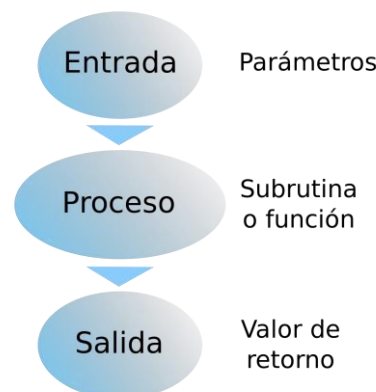 Entrada
Parámetros
Proceso
Subrutina
o función
Salida
Valor de
retorno